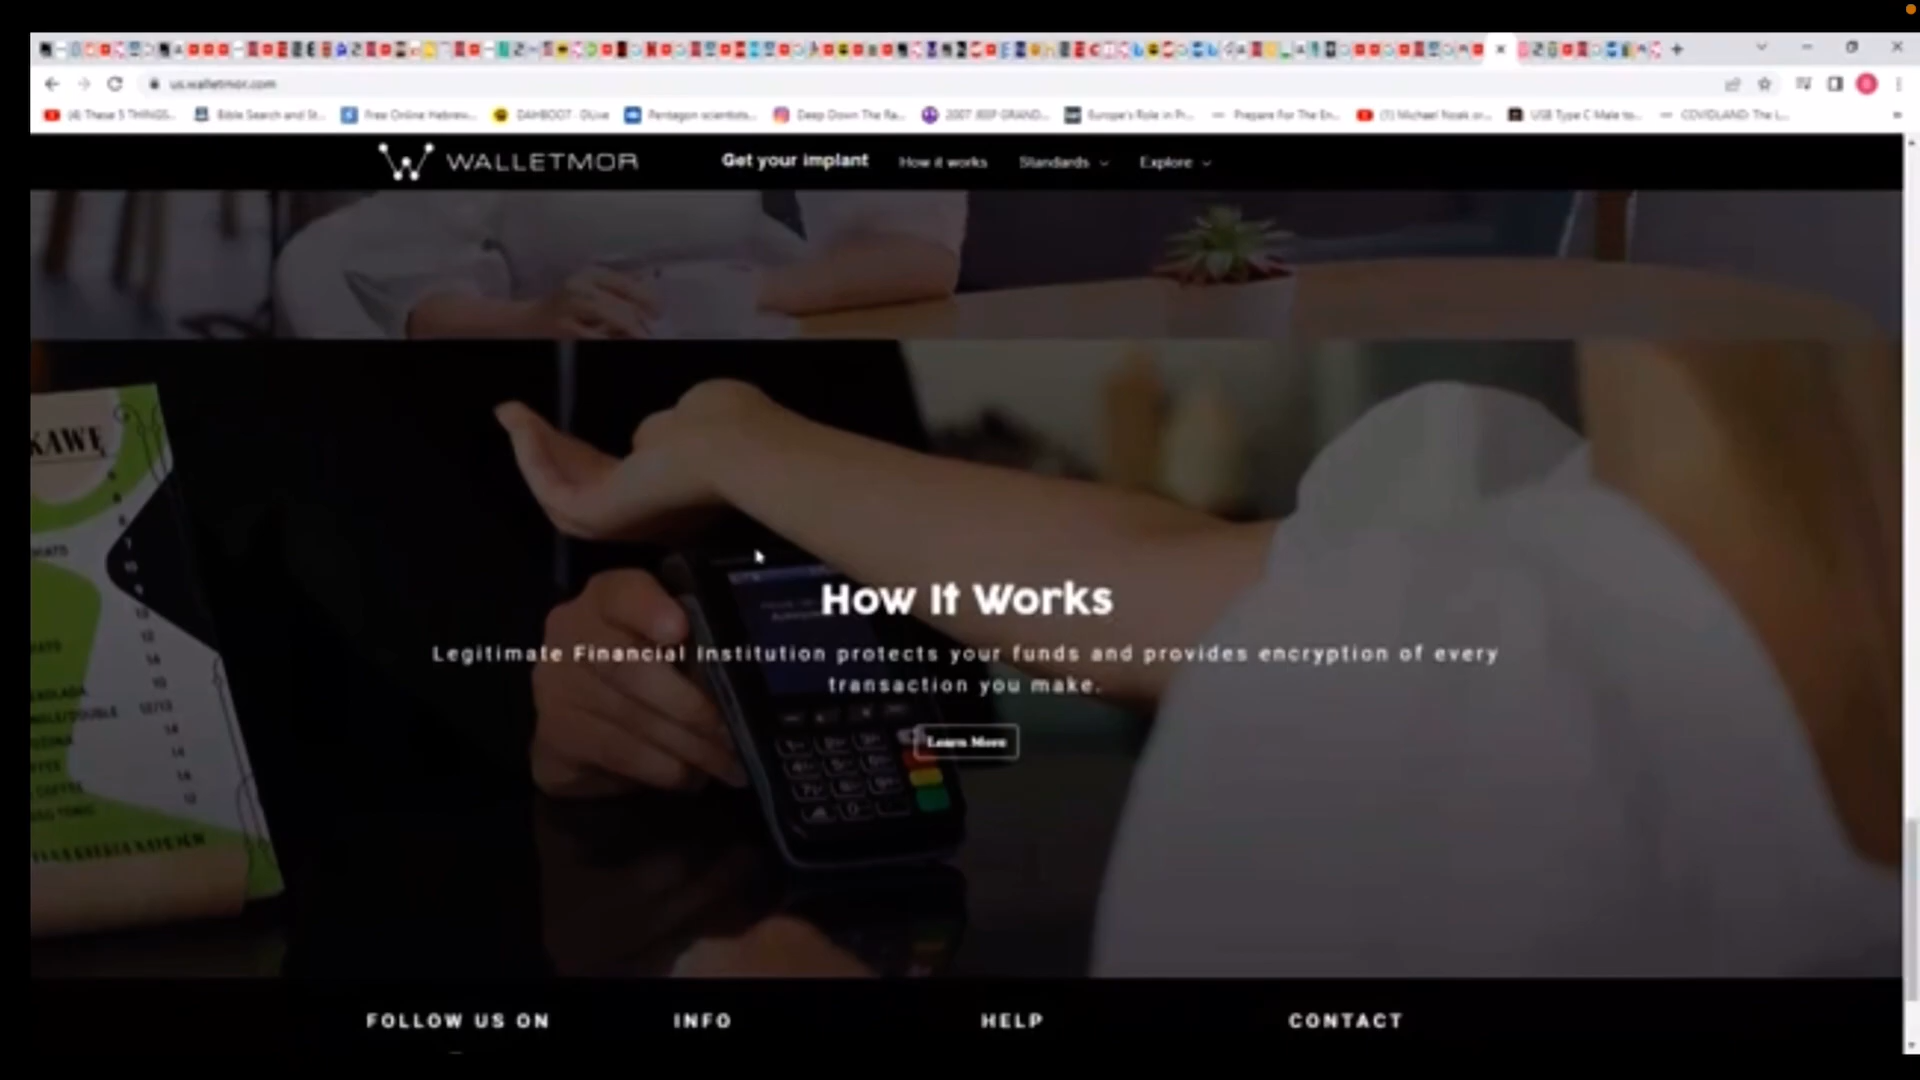 us.walletmor.com
(4) These 5 THINGS...
Bible Search and St...
Free Online Hebrew...
DAHBOO7 · DLive
Pentagon scientists...
Deep Down The Ra...
2007 JEEP GRAND...
Europe's Role in Pr...
Prepare For The En...
(1) Michael Noak or...
USB Type C Male to...
COVIDLAND: The L...
WALLETMOR
Get your implant
How it works
Standards
Explore
KAWĘ
How It Works
Legitimate Financial Institution protects your funds and provides encryption of every
transaction you make.
Learn More
FOLLOW US ON
INFO
HELP
CONTACT